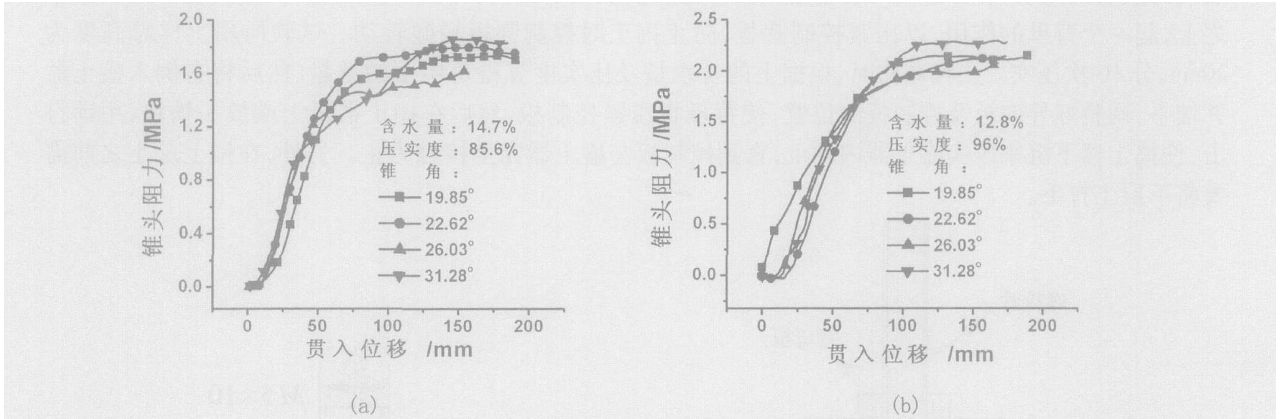 2.0
1.6
1.2
0.8
0.4
0.0
锥头阻力/MPa
含水量：14.7%
压实度：85.6%
锥 角：
19.85°
22.62°
26.03°
31.28°
0 50 100 150 200
贯入位移 /mm
(a)
2.5
2.0
1.5
1.0
0.5
0.0
锥头阻力/MPa
含水量：12.8%
压实度：96%
锥 角：
19.85°
22.62°
26.03°
31.28°
0 50 100 150 200
贯入位移 /mm
(b)